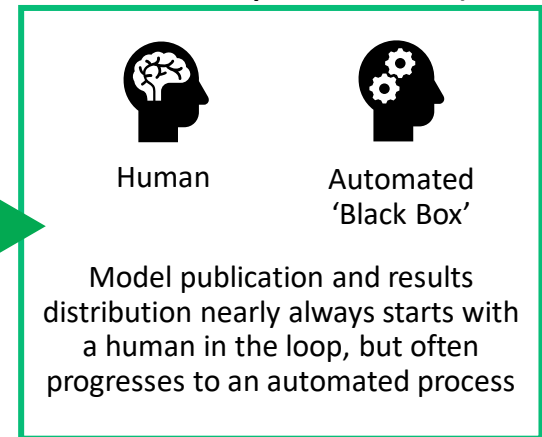 Human
Automated
‘Black Box’
Model publication and results
distribution nearly always starts with
a human in the loop, but often
progresses to an automated process